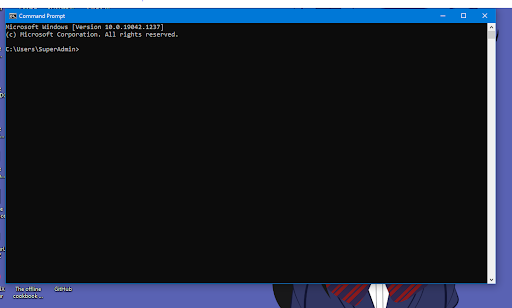 Command Prompt
Microsoft Windows [Version 10.0.19042.1237]
(c) Microsoft Corporation. All rights reserved.
C:\Users\SuperAdmin>
The offline
cookbook ...
GitHub